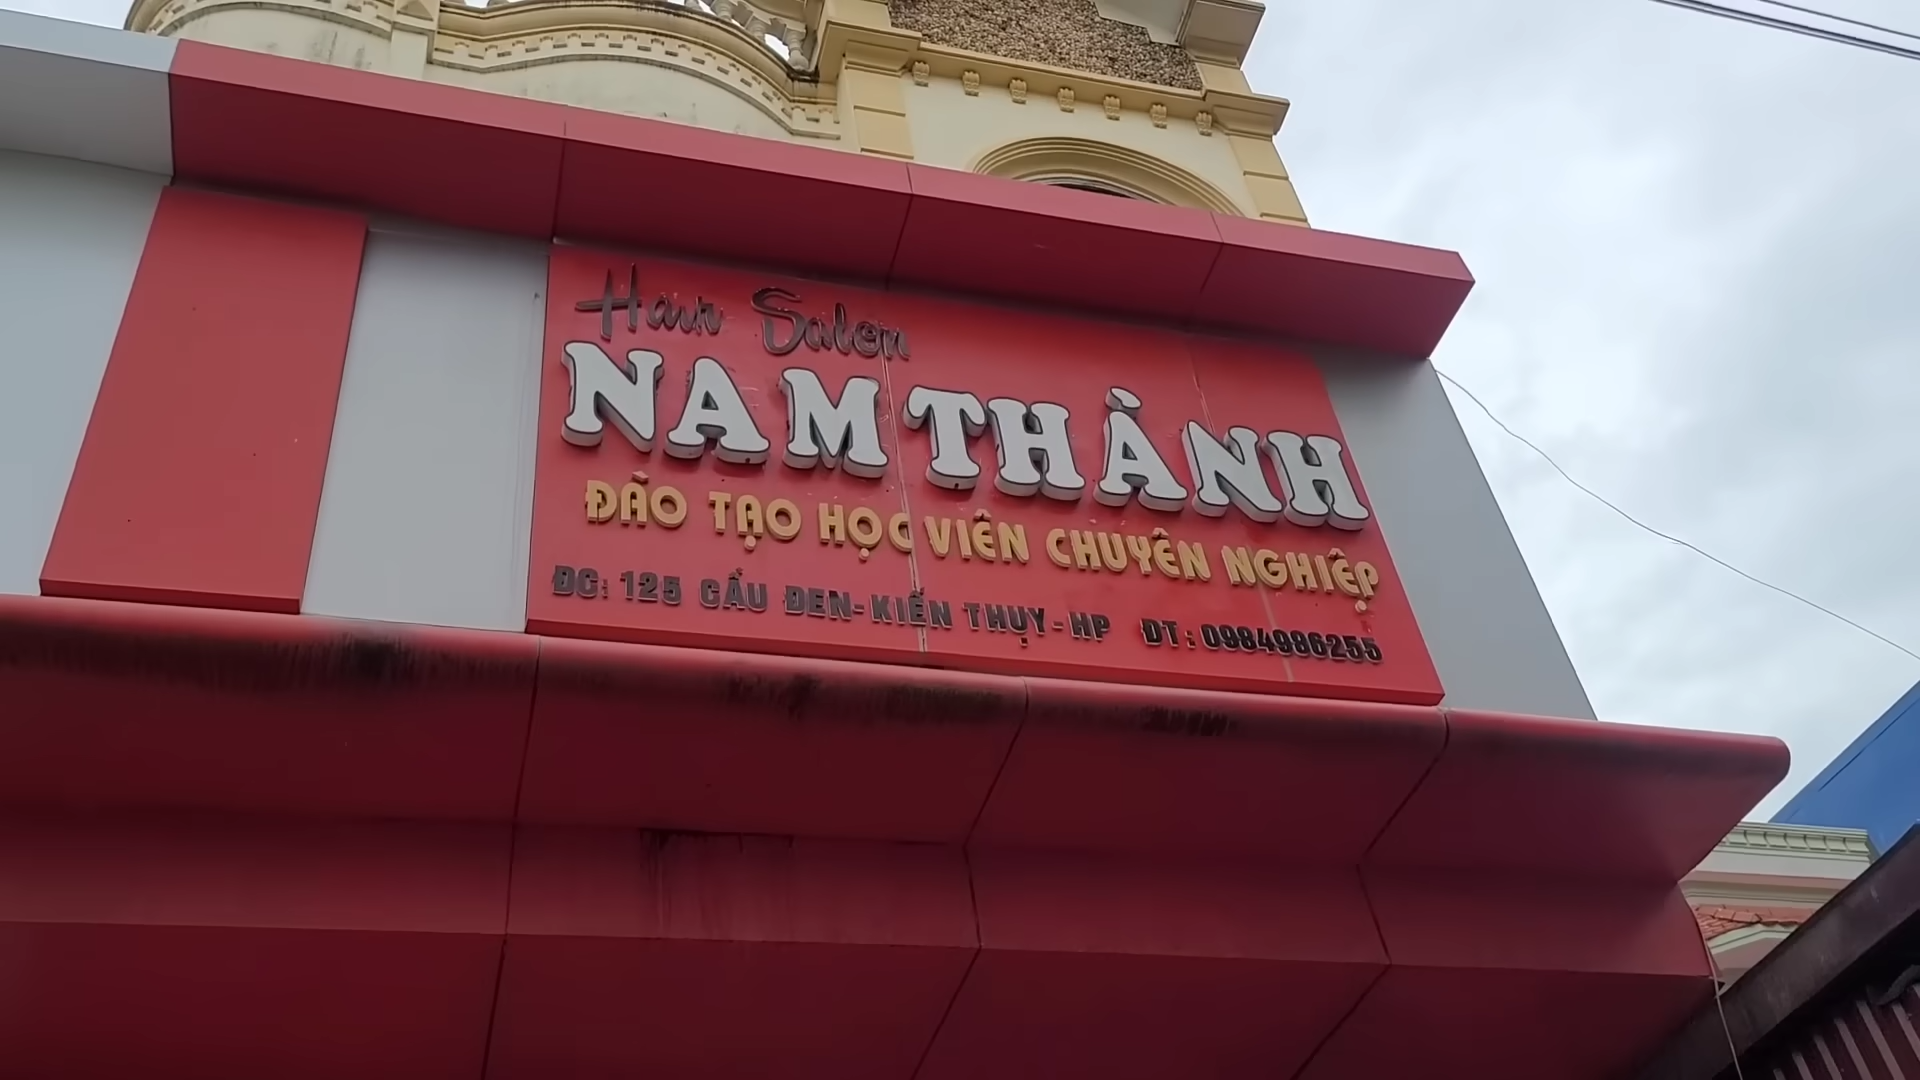 Hair Salon
NAM THÀNH
ĐÀO TẠO HỌC VIÊN CHUYÊN NGHIỆP
ĐC: 125 CẦU ĐEN-KIẾN THỤY-HP ĐT: 0984986255